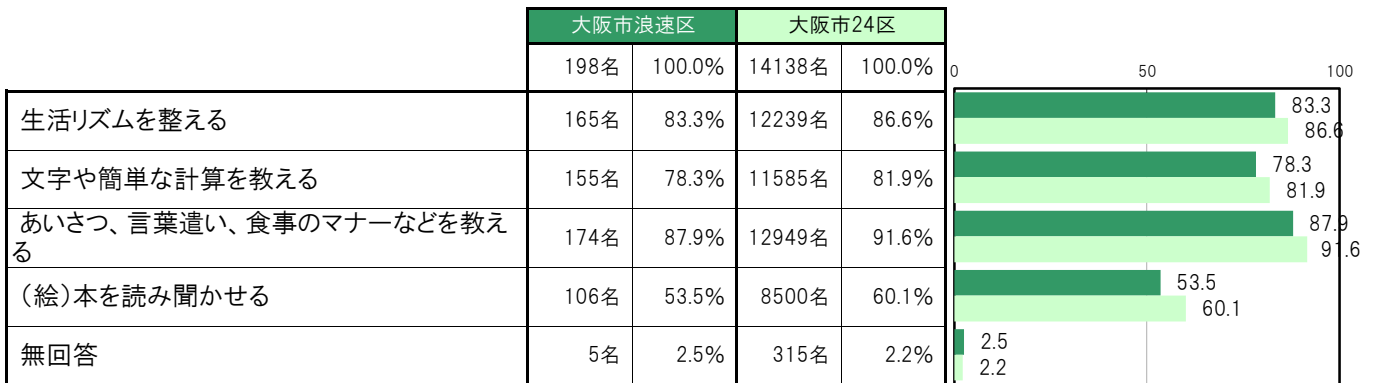 大阪市浪速区 大阪市24区
198名 100.0% 14138名 100.0% 0 50 100
生活リズムを整える 165名 83.3% 12239名 86.6% 83.3
86.6
文字や簡単な計算を教える 155名 78.3% 11585名 81.9% 78.3
81.9
あいさつ、言葉遣い、食事のマナーなどを教え
る 174名 87.9% 12949名 91.6% 87.9
91.6
（絵）本を読み聞かせる 106名 53.5% 8500名 60.1% 53.5
60.1
無回答 5名 2.5% 315名 2.2% 2.5
2.2